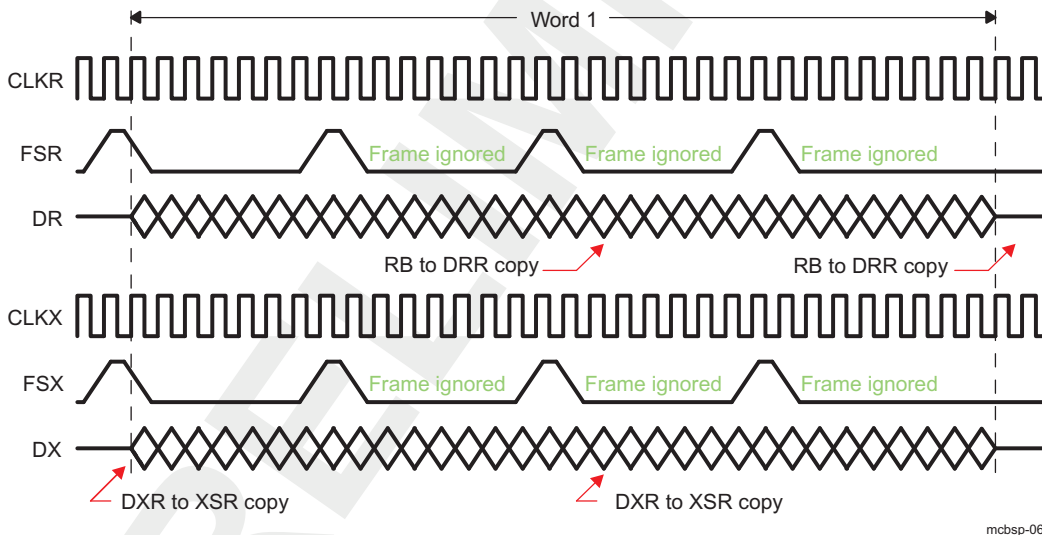 Word 1
CLKR
FSR
Frame ignored Frame ignored Frame ignored
DR
RB to DRR copy RB to DRR copy
CLKX
FSX
Frame ignored Frame ignored Frame ignored
DX
DXR to XSR copy DXR to XSR copy
mcbsp-06